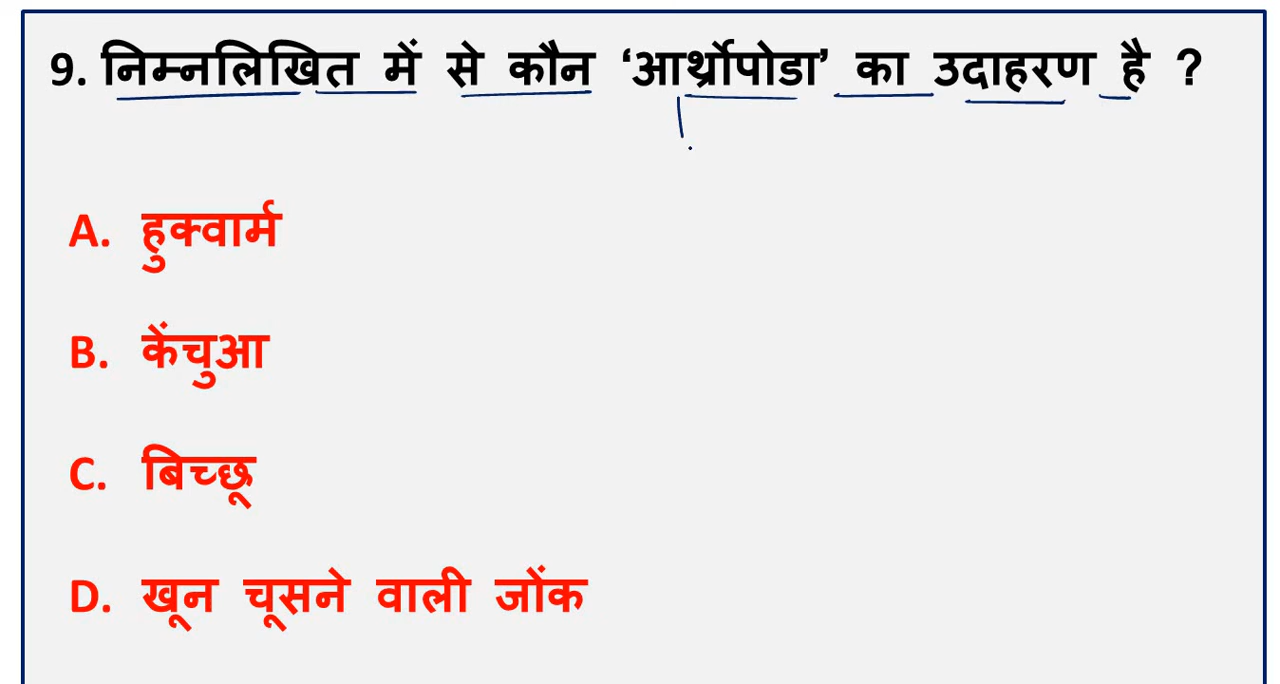 9. निम्नलिखित में से कौन ‘आर्थ्रोपोडा’ का उदाहरण है ?
A. हुक्वार्म
B. केंचुआ
C. बिच्छू
D. खून चूसने वाली जोंक